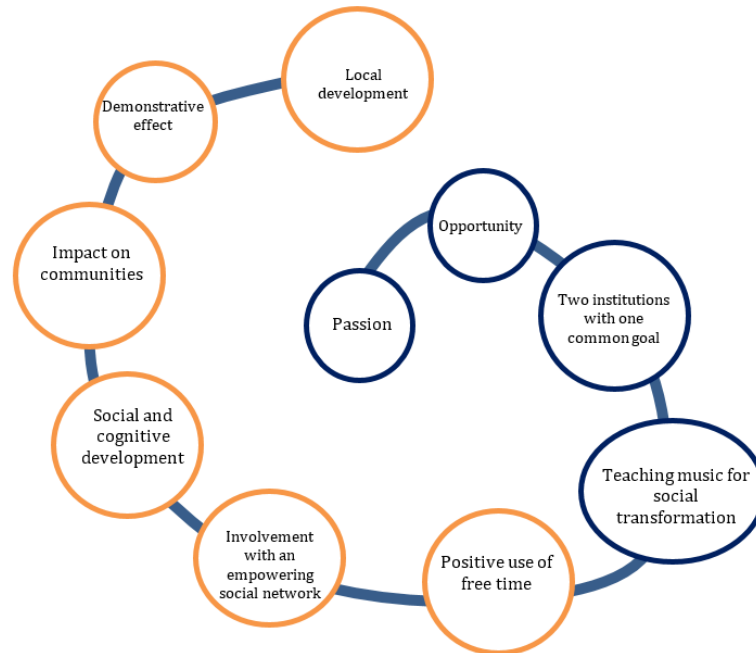 Local
development
Demonstrative
effect
Opportunity
Impact on
communities
Two institutions
with one
common goal
Passion
Social and
cognitive
development
Teaching music for
social
transformation
Involvement
with an
empowering
social network
Positive use of
free time